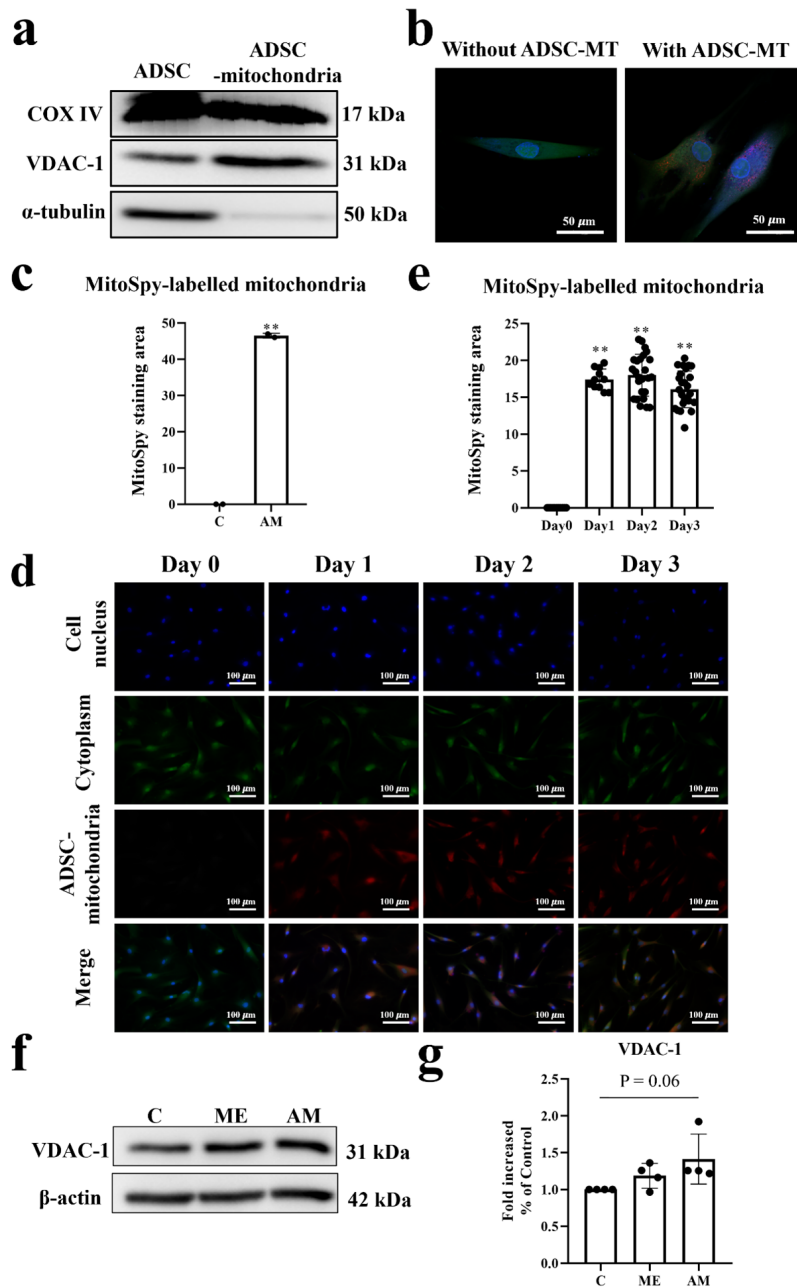 a
ADSC
ADSC
-mitochondria
COX IV
17 kDa
VDAC-1
31 kDa
α-tubulin
50 kDa
b
Without ADSC-MT
With ADSC-MT
50 μm
50 μm
c
MitoSpy-labelled mitochondria
MitoSpy staining area
50
40
30
20
10
0
**
C
AM
e
MitoSpy-labelled mitochondria
MitoSpy staining area
25
20
15
10
5
0
**
**
**
Day0
Day1
Day2
Day3
d
Day 0
Day 1
Day 2
Day 3
Cell
nucleus
100 μm
100 μm
100 μm
100 μm
Cytoplasm
100 μm
100 μm
100 μm
100 μm
ADSC-
mitochondria
100 μm
100 μm
100 μm
100 μm
Merge
100 μm
100 μm
100 μm
100 μm
f
C
ME
AM
VDAC-1
31 kDa
β-actin
42 kDa
g
VDAC-1
Fold increased
% of Control
2.5
2.0
1.5
1.0
0.5
0.0
P = 0.06
C
ME
AM